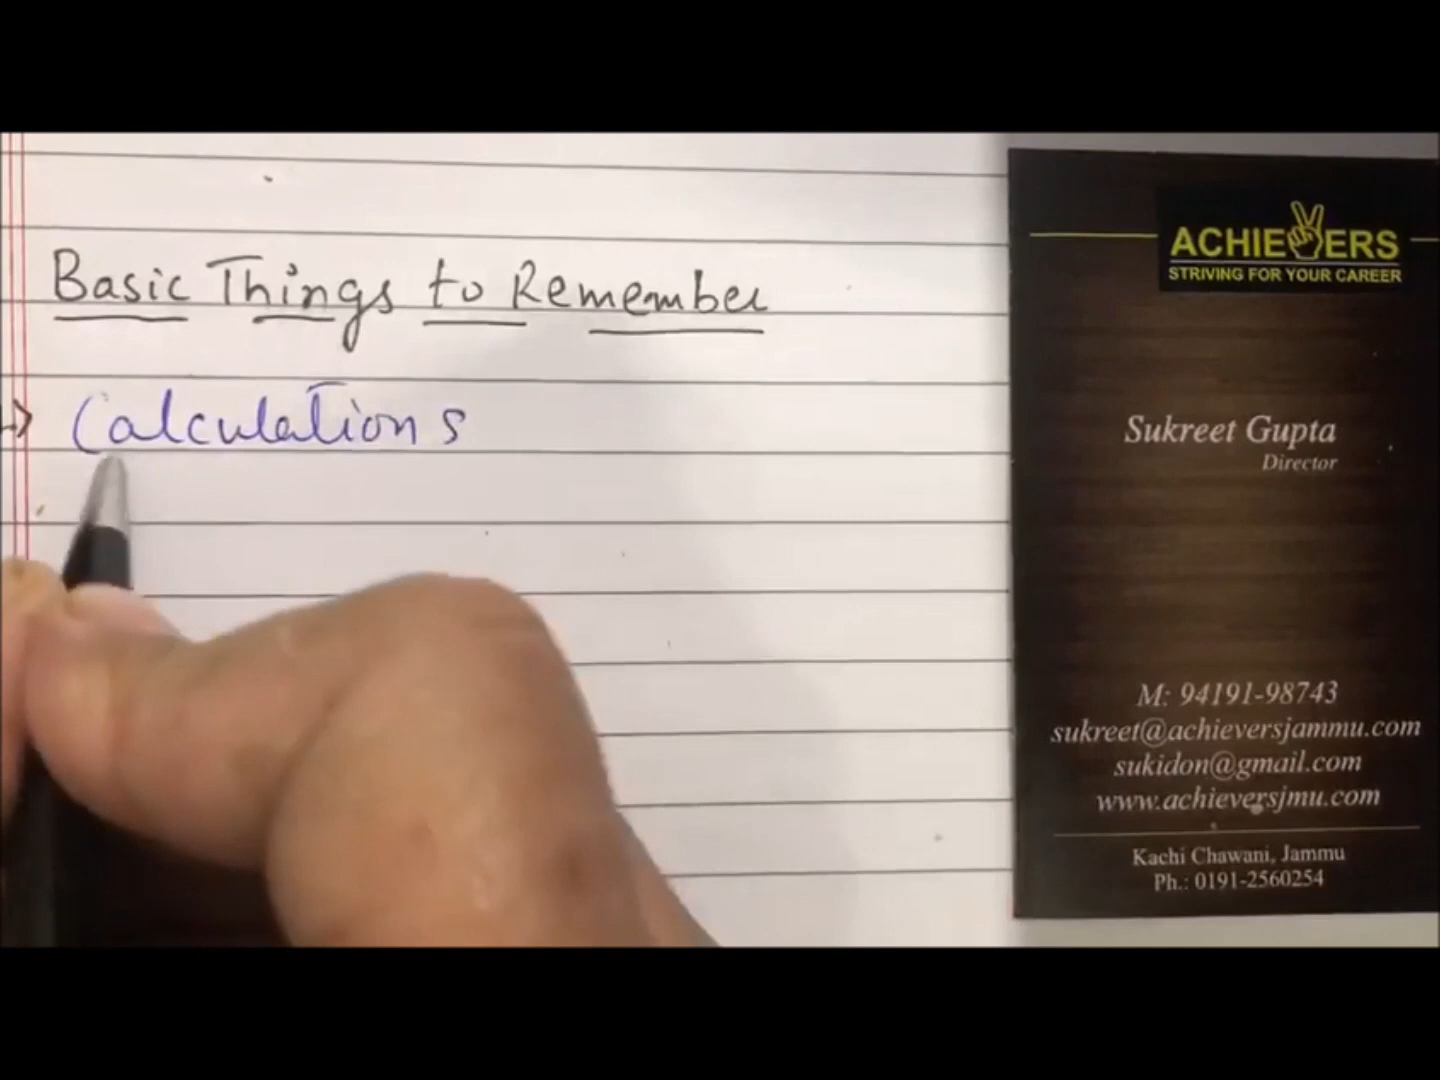 Basic Things to Remember
→ Calculations
ACHIEVERS
STRIVING FOR YOUR CAREER
Sukreet Gupta
Director
M: 94191-98743
sukreet@achieversjammu.com
sukidon@gmail.com
www.achieversjmu.com
Kachi Chawani, Jammu
Ph.: 0191-2560254